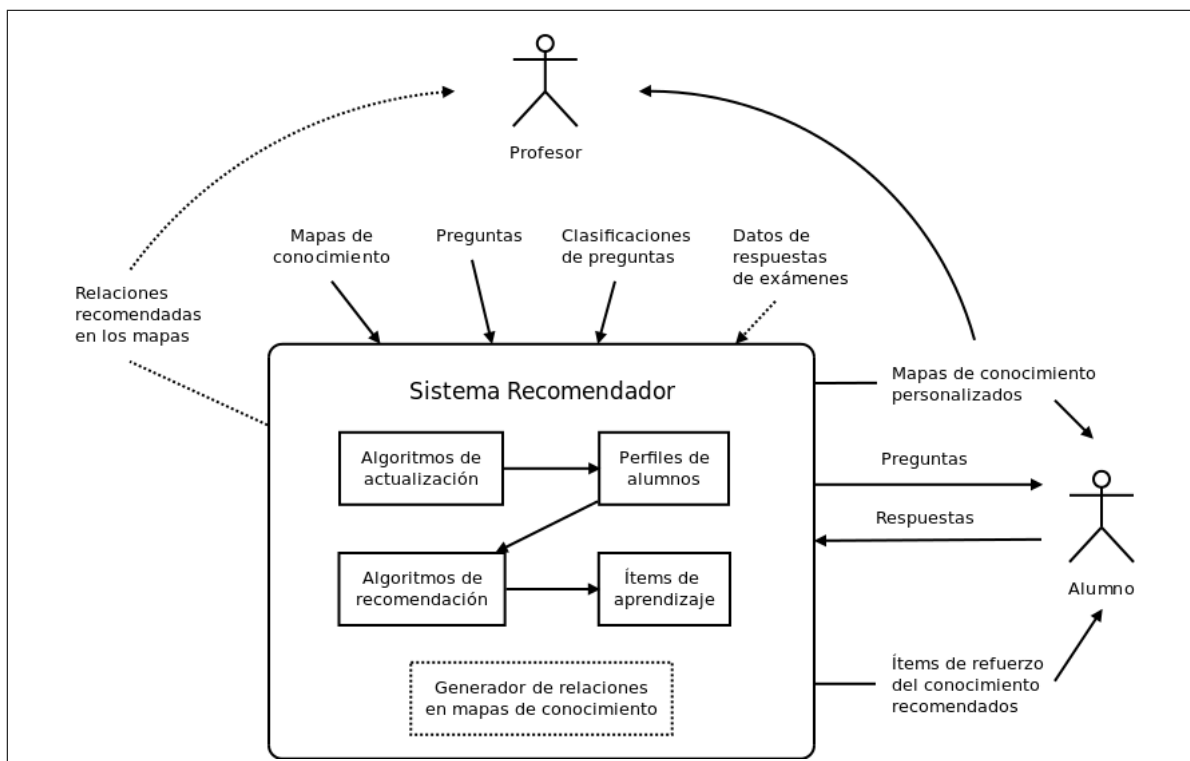 Profesor
Mapas de
conocimiento
Preguntas
Clasificaciones
de preguntas
Datos de
respuestas
de exámenes
Relaciones
recomendadas
en los mapas
Sistema Recomendador
Algoritmos de
actualización
Perfiles de
alumnos
Algoritmos de
recomendación
Ítems de
aprendizaje
Generador de relaciones
en mapas de conocimiento
Mapas de conocimiento
personalizados
Preguntas
Respuestas
Alumno
Ítems de refuerzo
del conocimiento
recomendados